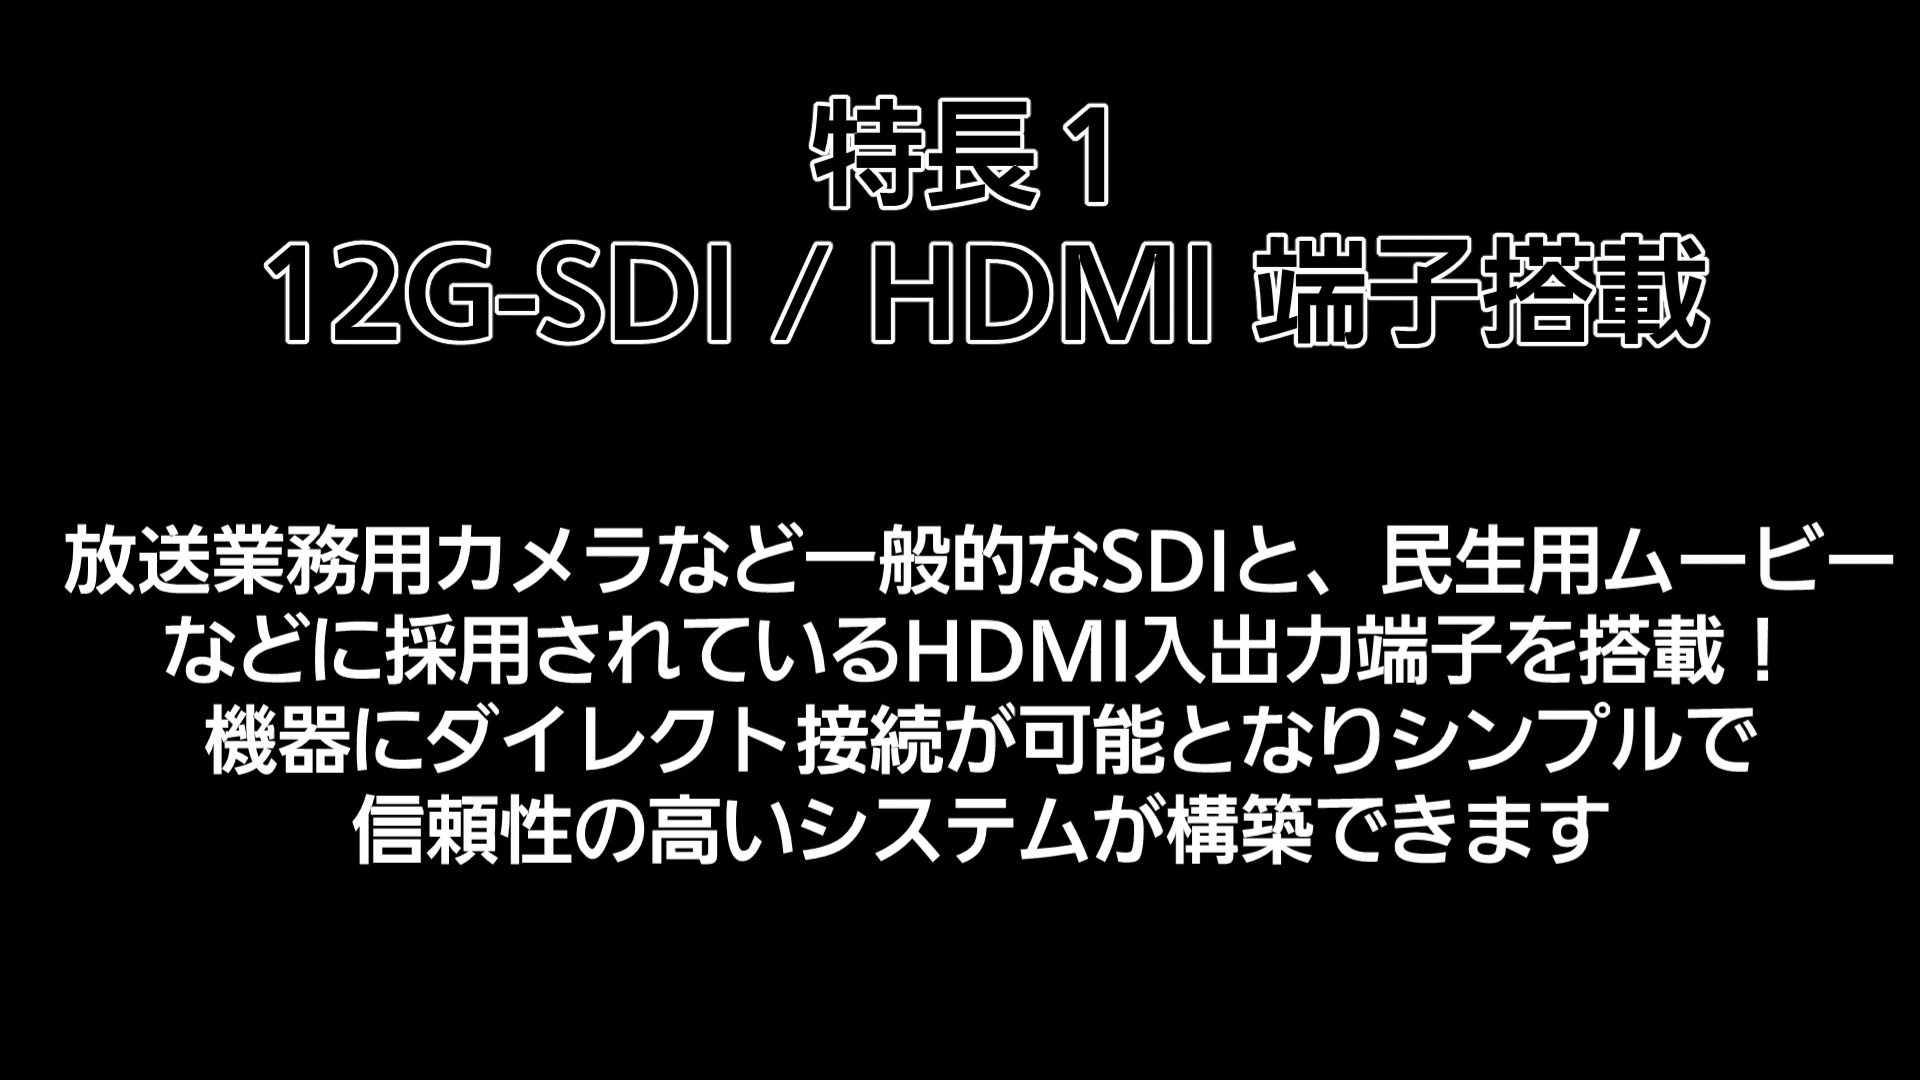 特長1
12G-SDI / HDMI 端子搭載
放送業務用カメラなど一般的なSDIと、民生用ムービー
などに採用されているHDMI入出力端子を搭載！
機器にダイレクト接続が可能となりシンプルで
信頼性の高いシステムが構築できます